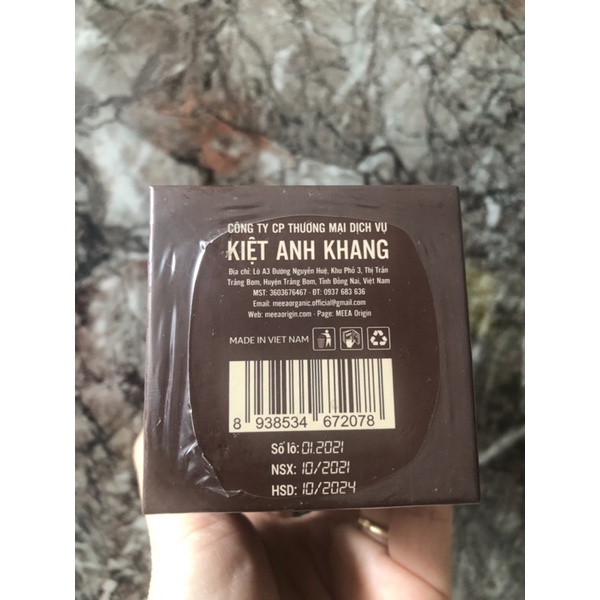 CÔNG TY CP THƯƠNG MẠI DỊCH VỤ
KIỆT ANH KHANG
Địa chỉ: Lô A3 Đường Nguyễn Huệ, Khu Phố 3, Thị Trấn
Trảng Bom, Huyện Trảng Bom, Tỉnh Đồng Nai, Việt Nam
MST: 3603676467 - ĐT: 0937 683 636
Email: meeaorganic.official@gmail.com
Web: meeaorigin.com - Page: MEEA Origin
MADE IN VIET NAM
8 938534 672078
Số lô: 01.2021
NSX: 10/2021
HSD: 10/2024